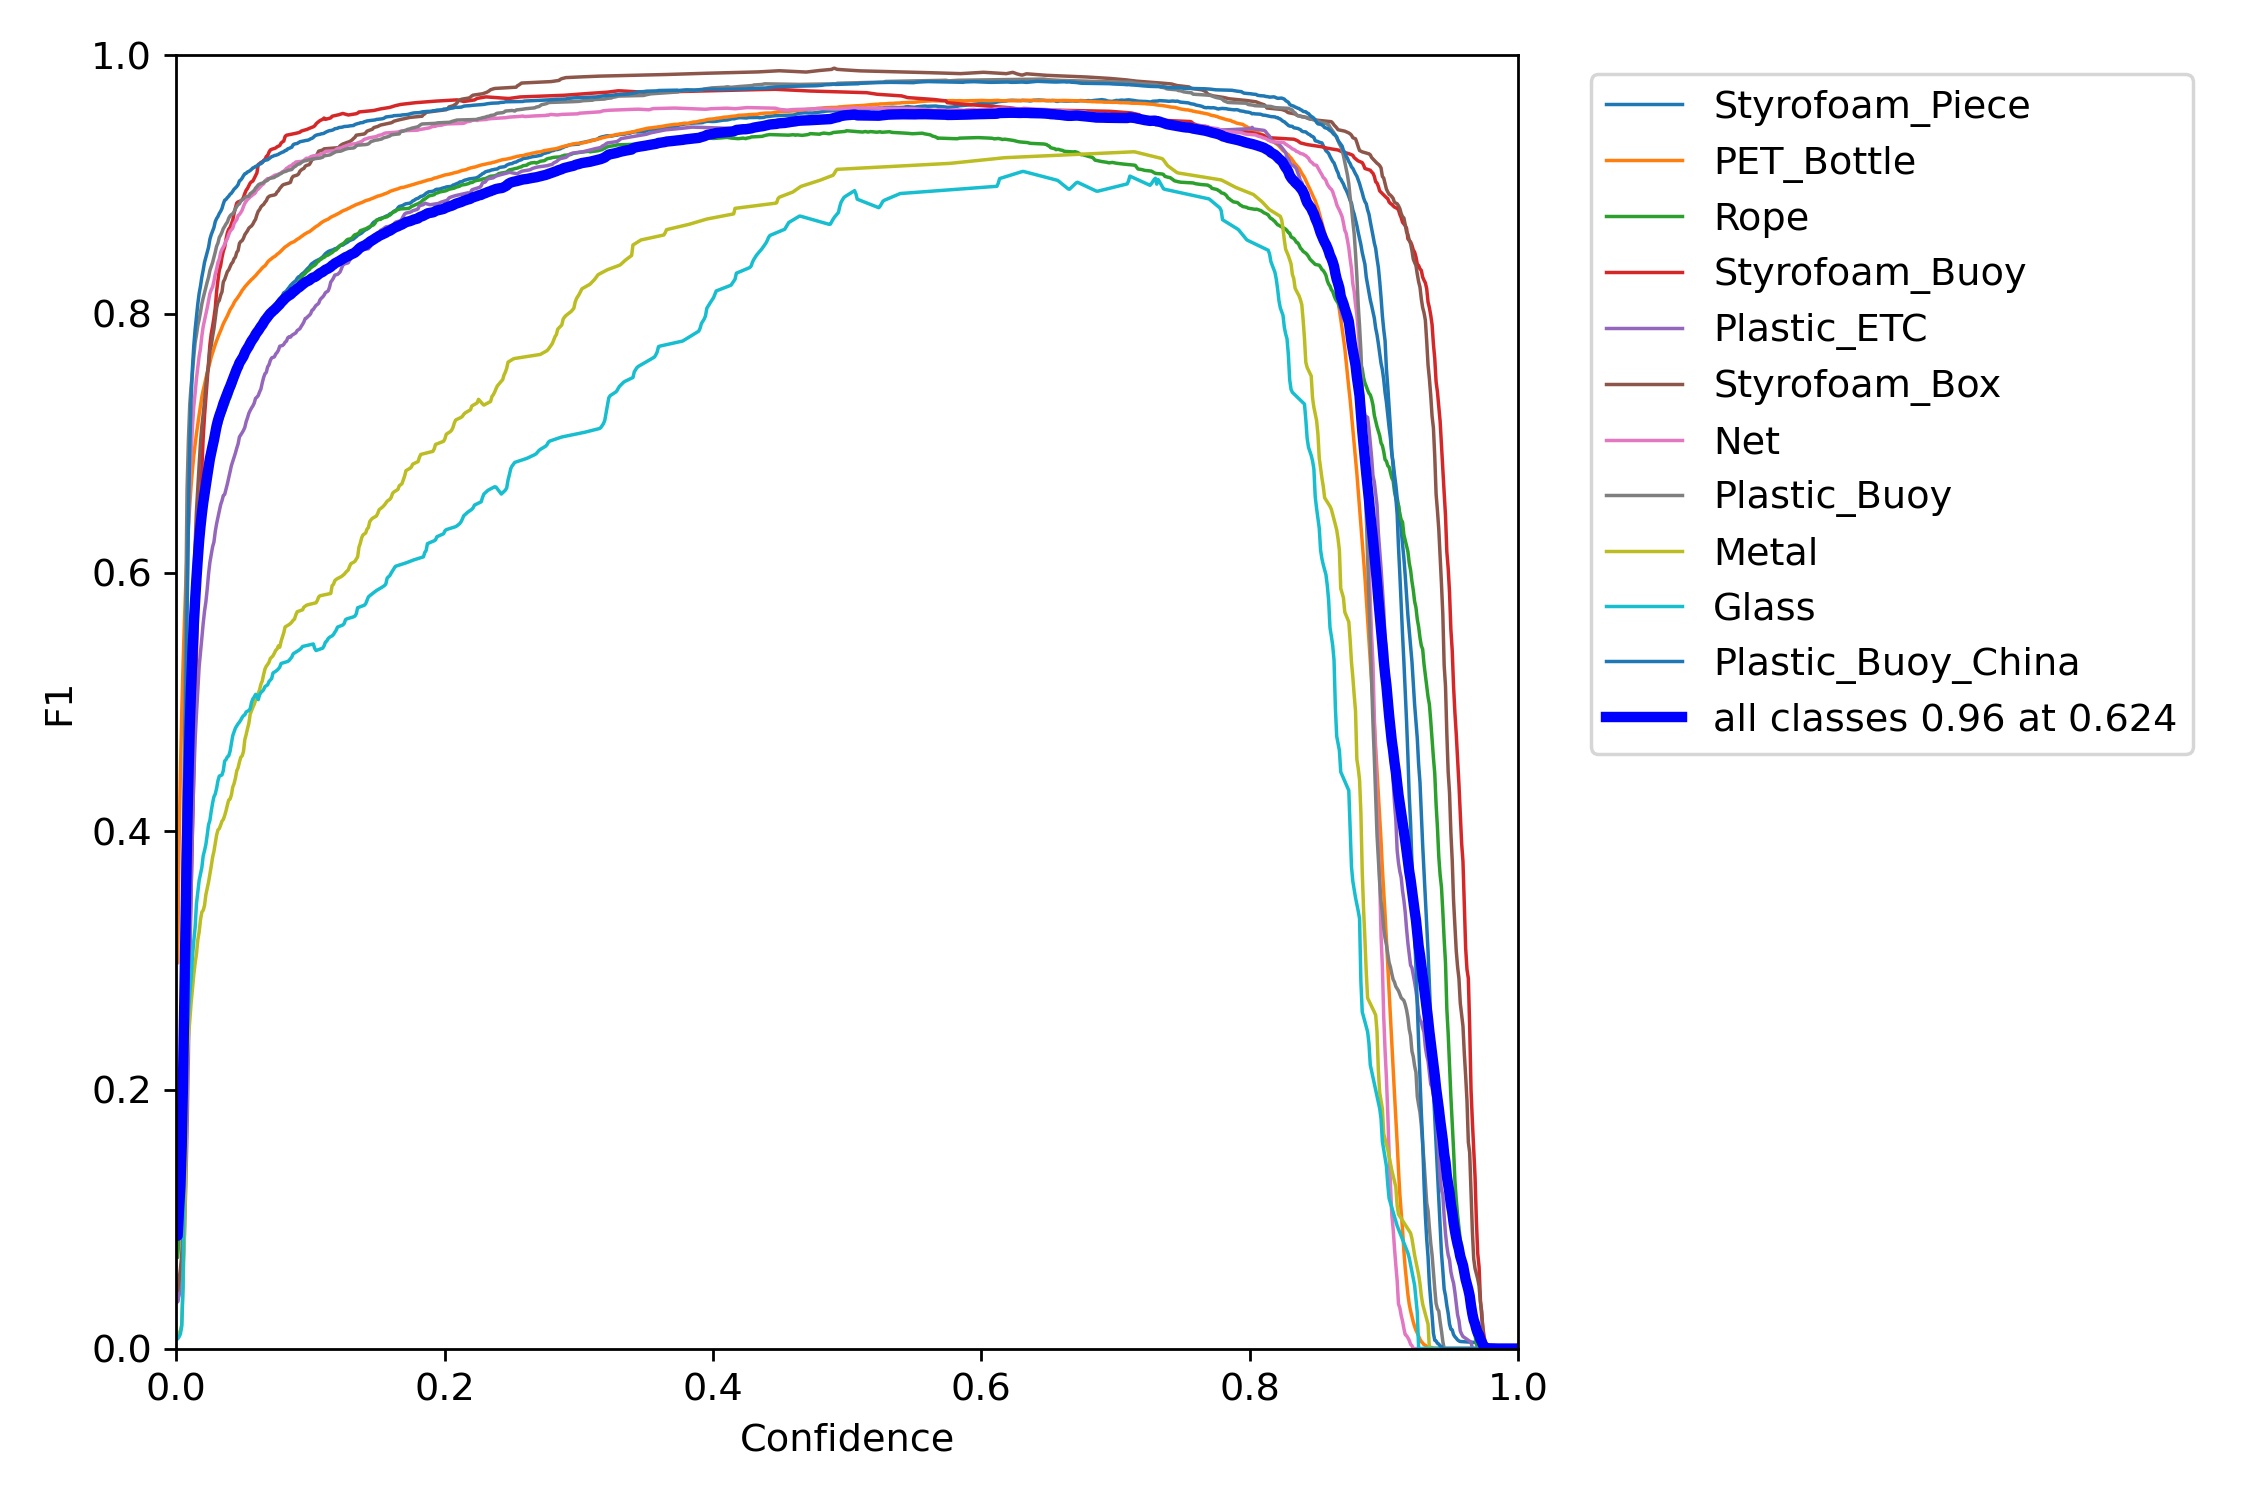 1.0
0.8
0.6
0.4
0.2
0.0
F1
0.0 0.2 0.4 0.6 0.8 1.0
Confidence
Styrofoam_Piece
PET_Bottle
Rope
Styrofoam_Buoy
Plastic_ETC
Styrofoam_Box
Net
Plastic_Buoy
Metal
Glass
Plastic_Buoy_China
all classes 0.96 at 0.624